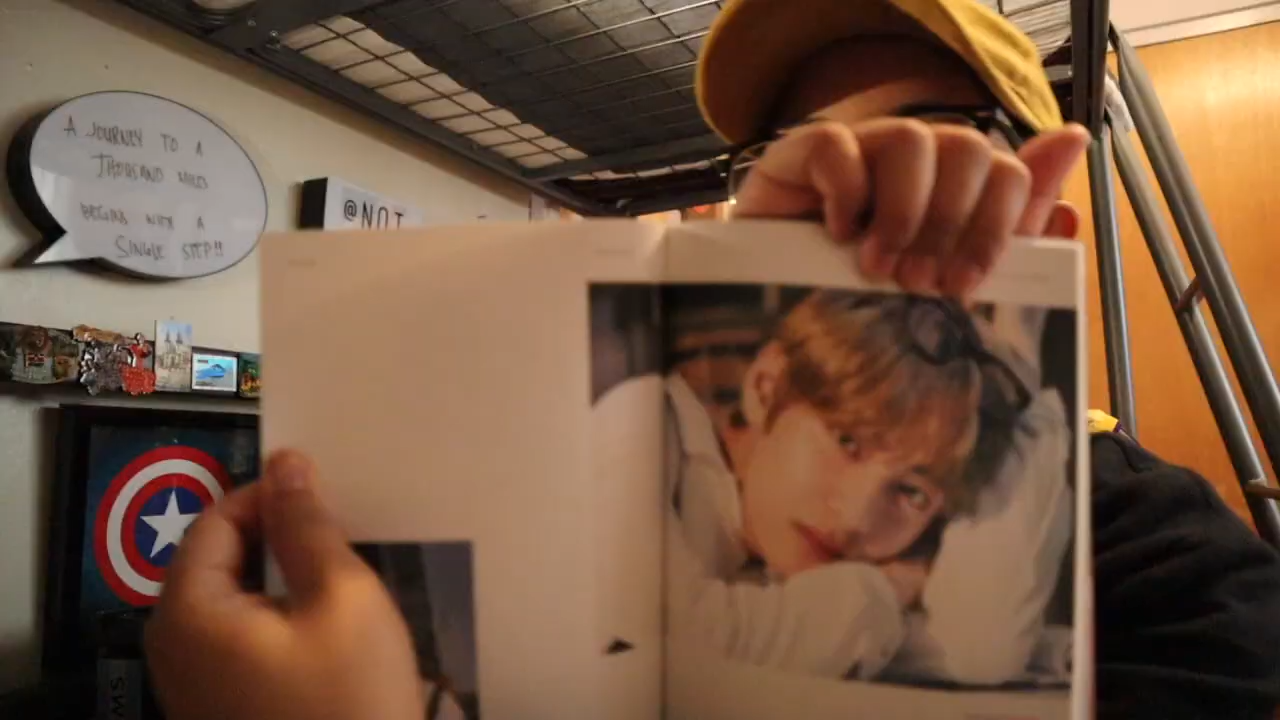 A JOURNEY TO A
THOUSAND MILES
BEGINS WITH A
SINGLE STEP!!
@NOT